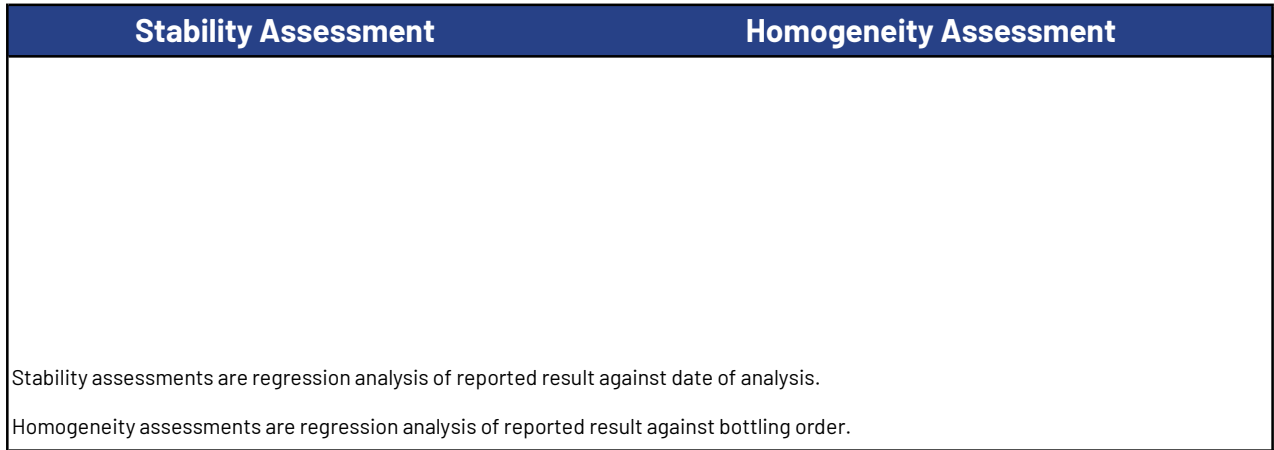 Stability Assessment
Homogeneity Assessment
Stability assessments are regression analysis of reported result against date of analysis.
Homogeneity assessments are regression analysis of reported result against bottling order.